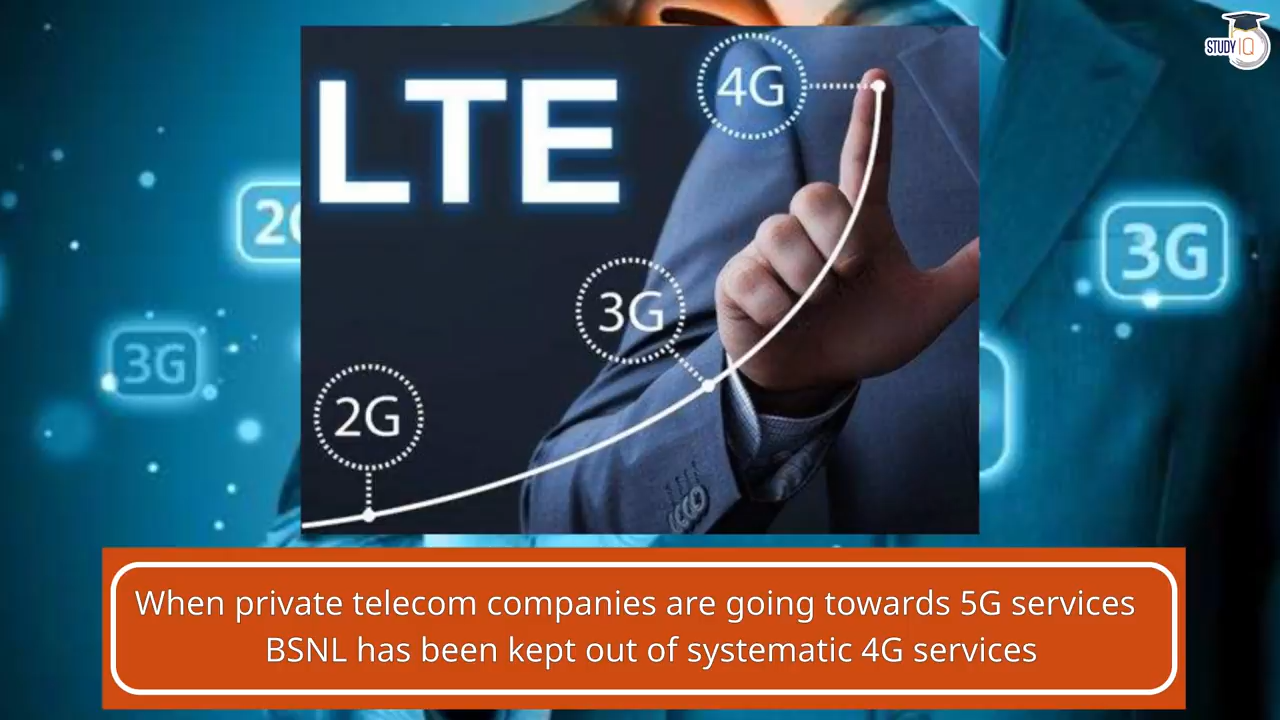 STUDY IQ
LTE
4G
2G
3G
3G
3G
2G
When private telecom companies are going towards 5G services
BSNL has been kept out of systematic 4G services